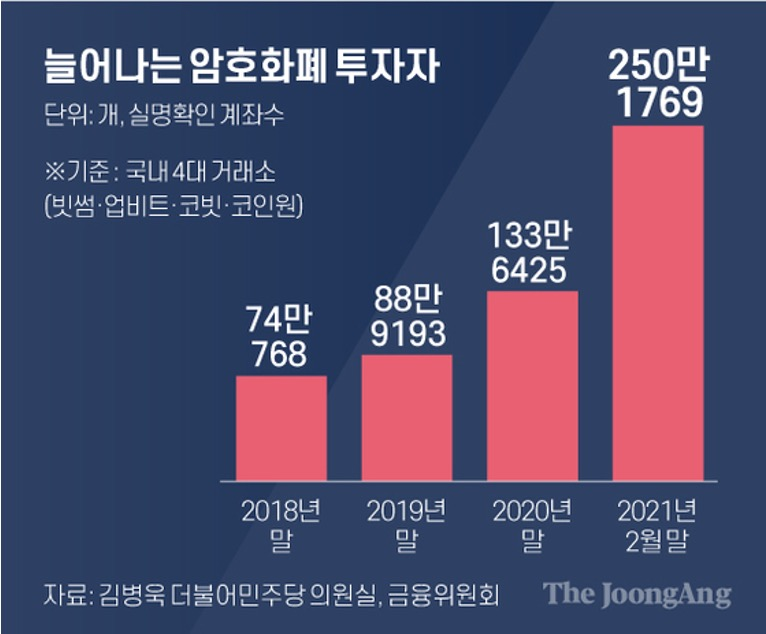 늘어나는 암호화폐 투자자
단위: 개, 실명확인 계좌수
※기준 : 국내 4대 거래소
(빗썸·업비트·코빗·코인원)
74만
768
88만
9193
133만
6425
250만
1769
2018년
말
2019년
말
2020년
말
2021년
2월 말
자료: 김병욱 더불어민주당 의원실, 금융위원회
The JoongAng